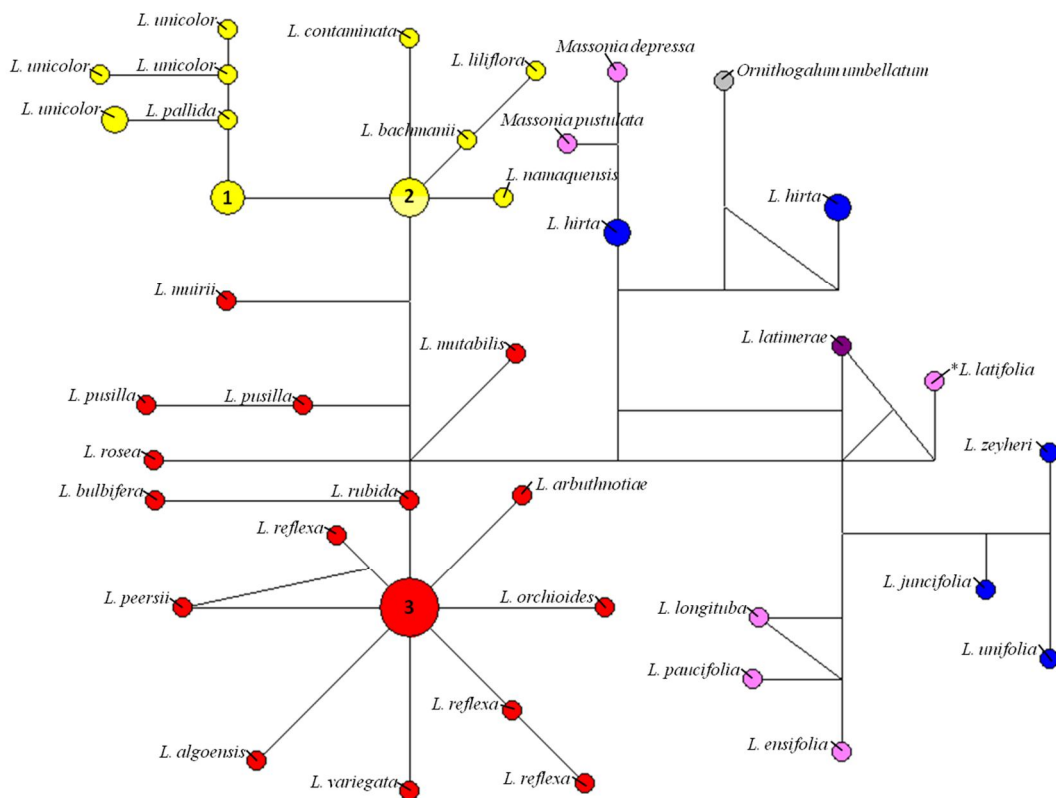 L. unicolor
L. contaminata
L. unicolor
L. unicolor
L. liliflora
Massonia depressa
Ornithogalum umbellatum
L. unicolor
L. pallida
L. bachmanii
Massonia pustulata
1
2
L. namaquensis
L. hirta
L. hirta
L. muirii
L. mutabilis
L. latimerae
*L. latifolia
L. pusilla
L. pusilla
L. rosea
L. zeyheri
L. bulbifera
L. rubida
L. arbuthnotiae
L. reflexa
L. peersii
3
L. orchioides
L. longituba
L. juncifolia
L. paucifolia
L. unifolia
L. reflexa
L. algoensis
L. variegata
L. reflexa
L. ensifolia